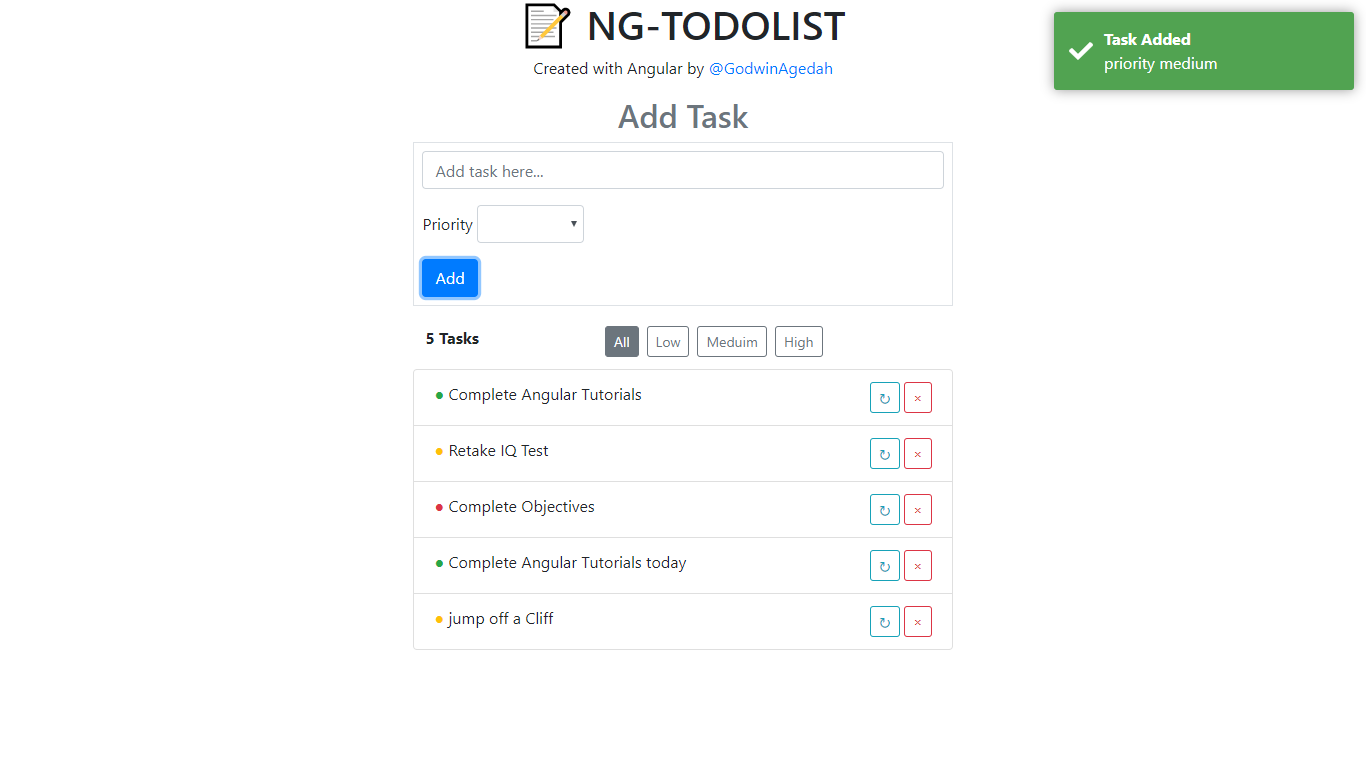 NG-TODOLIST
Created with Angular by @GodwinAgedah
Task Added
priority medium
Add Task
Add task here...
Priority
Add
5 Tasks
All
Low
Meduim
High
Complete Angular Tutorials
Retake IQ Test
Complete Objectives
Complete Angular Tutorials today
jump off a Cliff